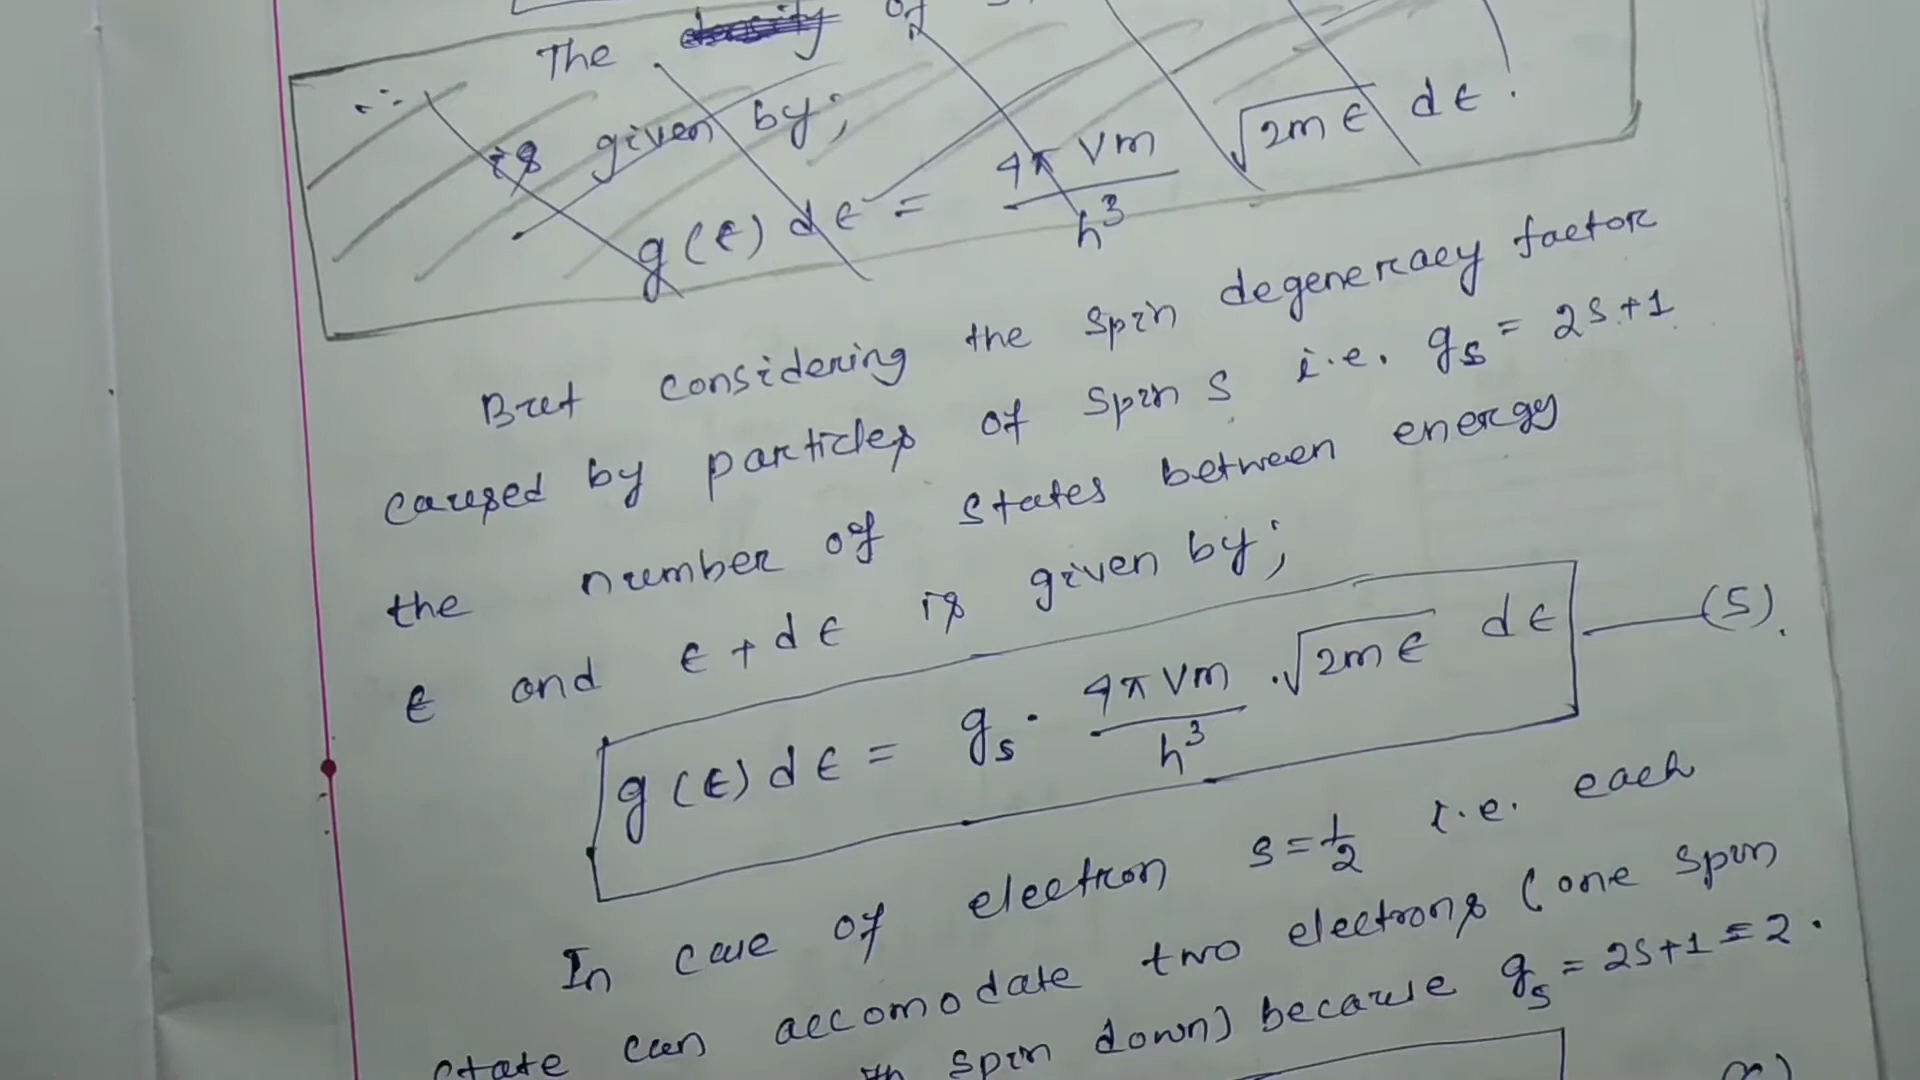 The density of
∴ is given by;
g(ε) dε = 4π Vm / h³ √2mε dε.
But considering the spin degeneracy factor
caused by particles of spin S i.e. gₛ = 2S+1
the number of states between energy
ε and ε+dε is given by;
g(ε) dε = gₛ · 4π Vm / h³ · √2mε dε —— (5).
In case of electron s=½ i.e. each
state can accomodate two electrons (one spin
spin down) because gₛ = 2S+1 = 2.